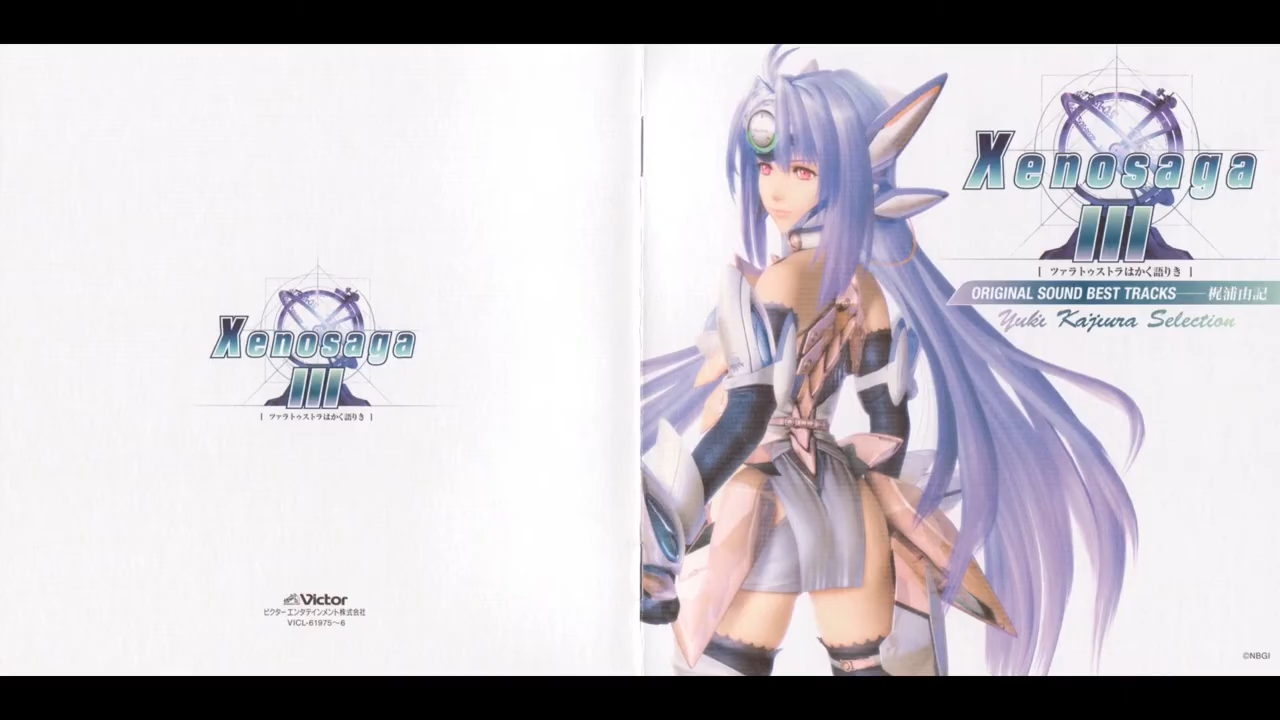 Xenosaga
III
[ ツァラトゥストラはかく語りき ]
Victor
ビクターエンタテインメント株式会社
VICL-61975〜6
Xenosaga
III
[ ツァラトゥストラはかく語りき ]
ORIGINAL SOUND BEST TRACKS――梶浦由記
Yuki Kajiura Selection
©NBGI